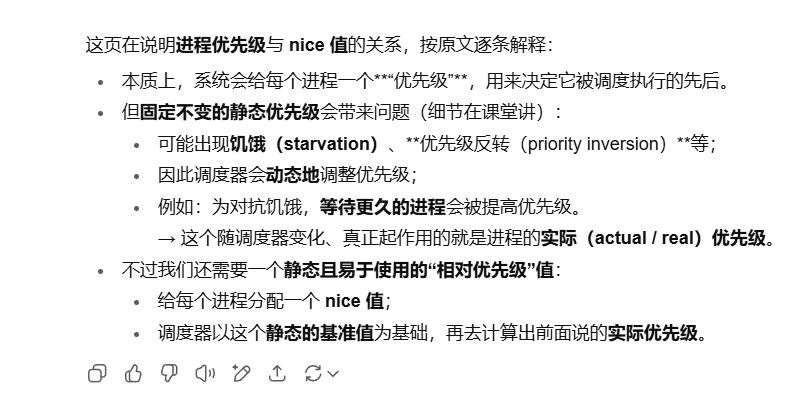 这页在说明进程优先级与 nice 值的关系，按原文逐条解释：
本质上，系统会给每个进程一个**“优先级”**，用来决定它被调度执行的先后。
但固定不变的静态优先级会带来问题（细节在课堂讲）：
可能出现饥饿（starvation）、**优先级反转（priority inversion）**等；
因此调度器会动态地调整优先级；
例如：为对抗饥饿，等待更久的进程会被提高优先级。
→ 这个随调度器变化、真正起作用的就是进程的实际（actual / real）优先级。
不过我们还需要一个静态且易于使用的“相对优先级”值：
给每个进程分配一个 nice 值；
调度器以这个静态的基准值为基础，再去计算出前面说的实际优先级。